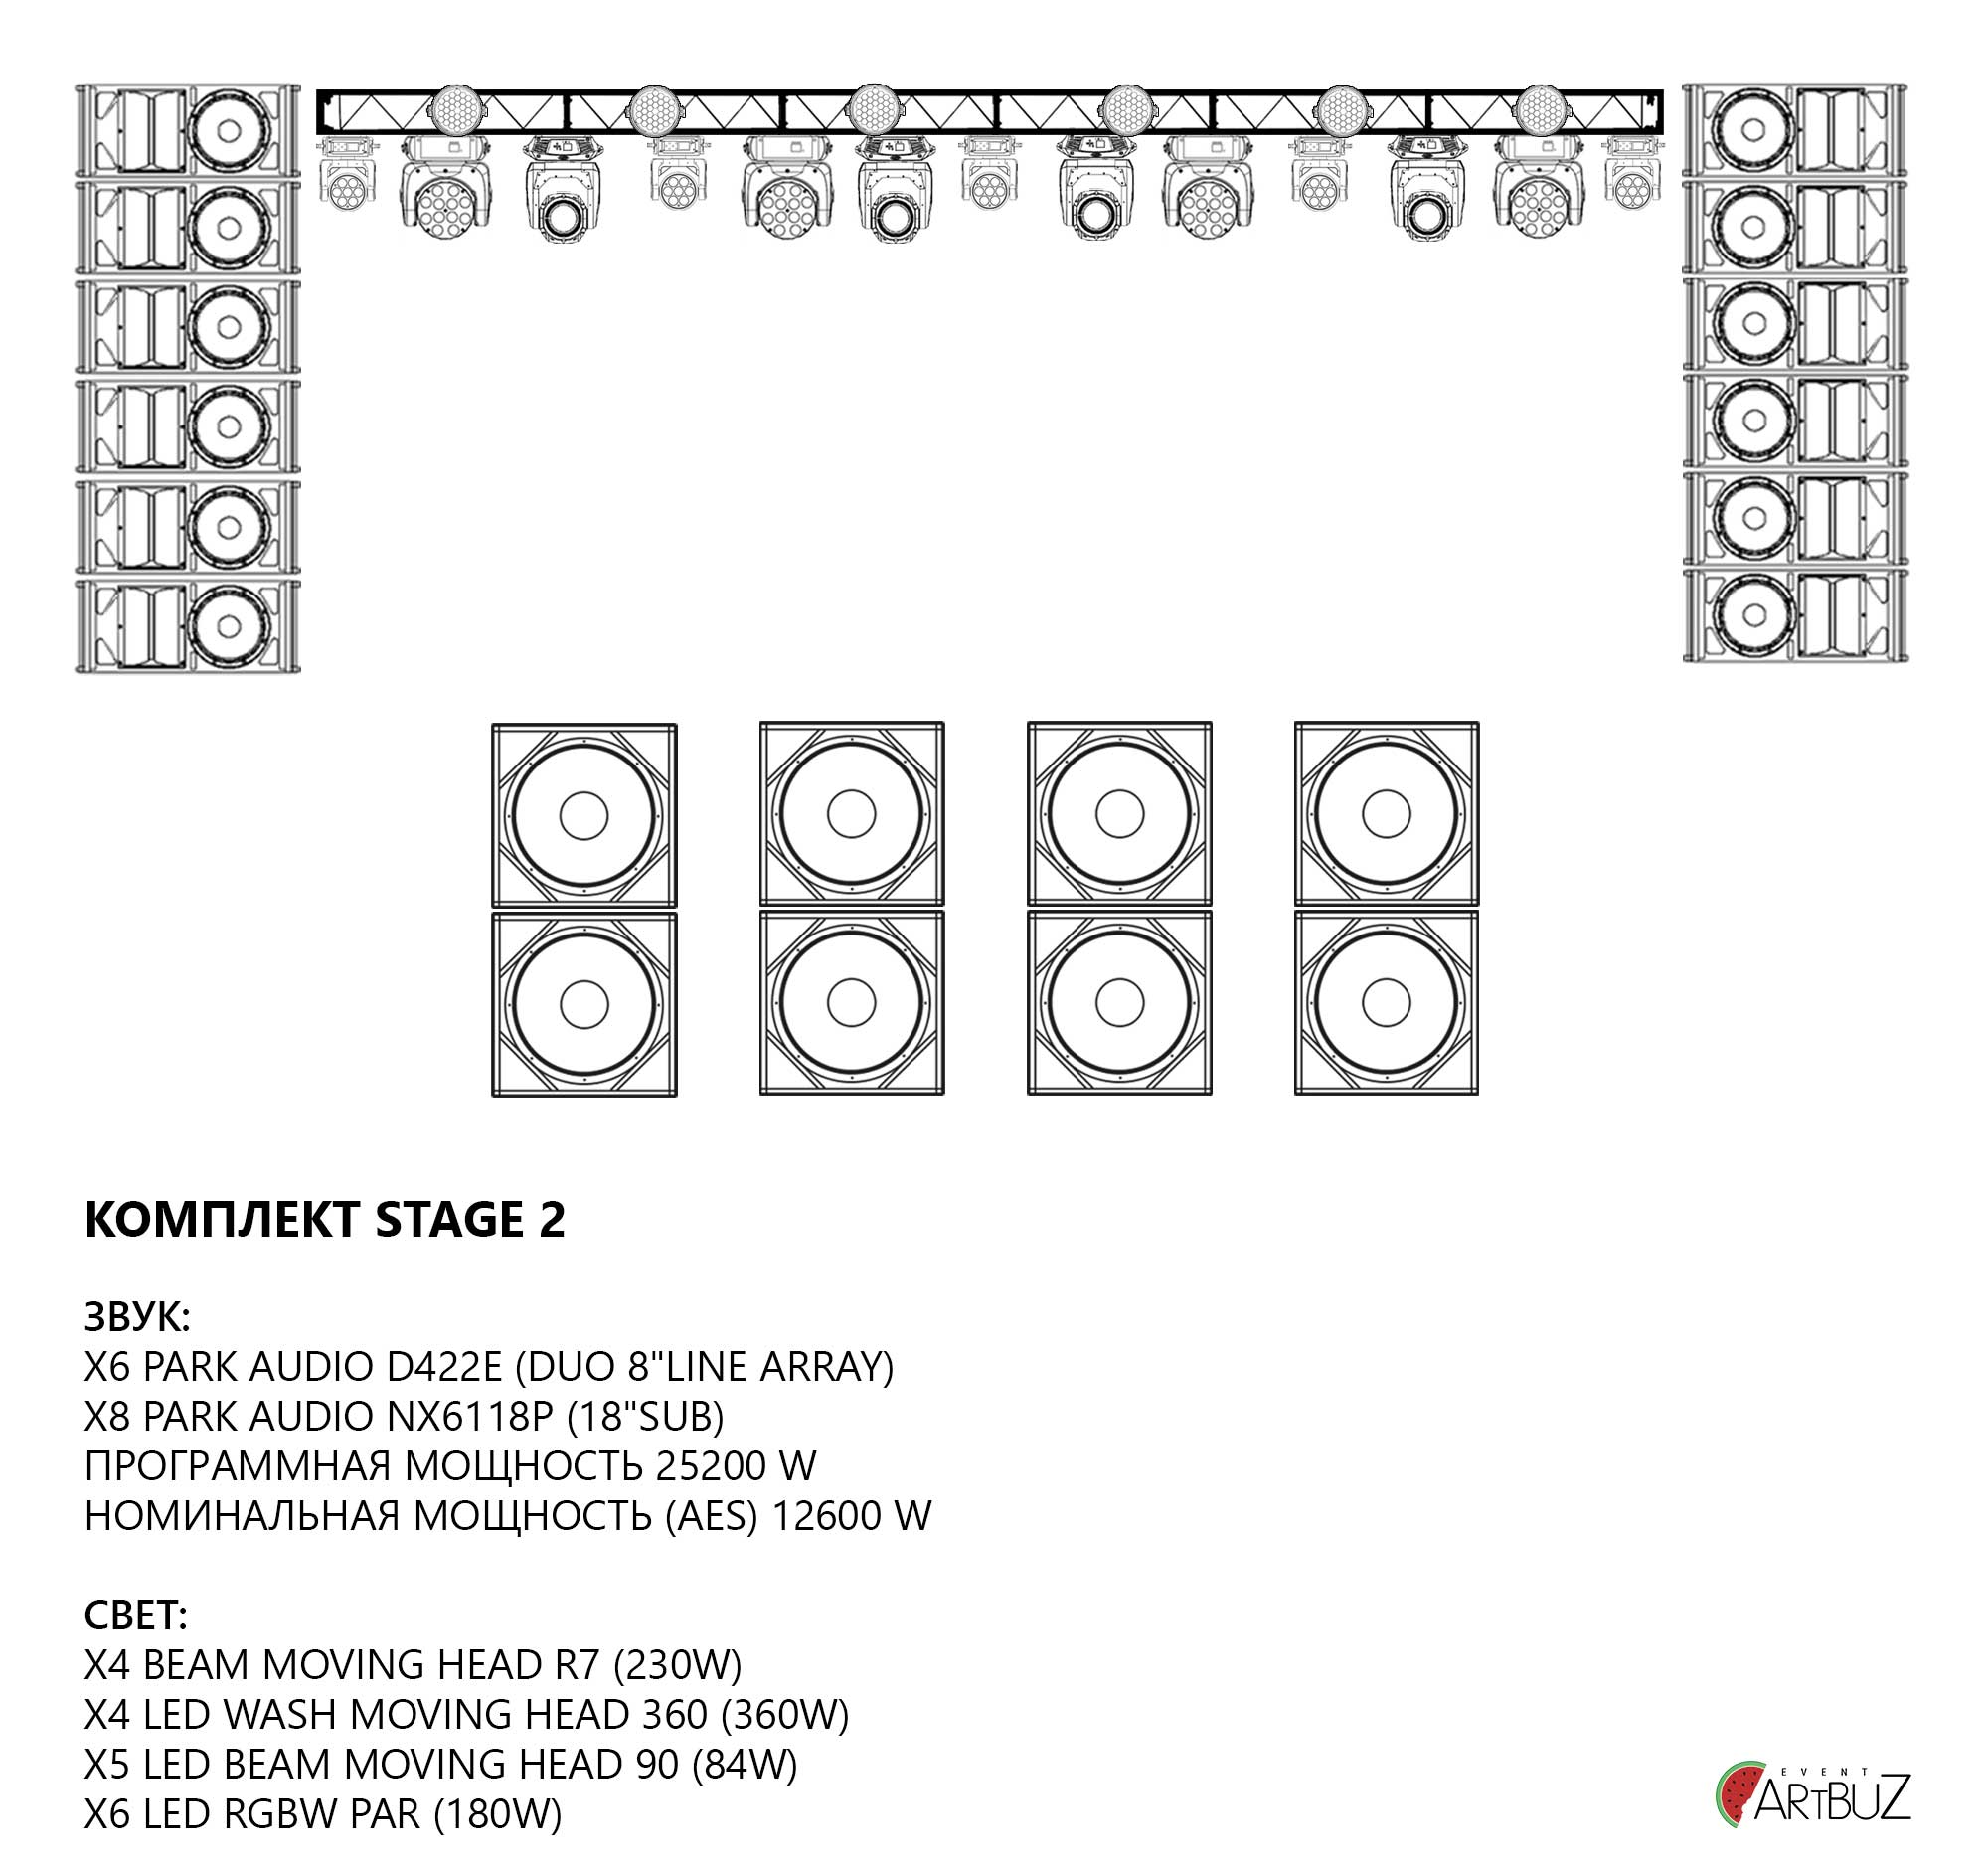 КОМПЛЕКТ STAGE 2
ЗВУК:
X6 PARK AUDIO D422E (DUO 8"LINE ARRAY)
X8 PARK AUDIO NX6118P (18"SUB)
ПРОГРАММНАЯ МОЩНОСТЬ 25200 W
НОМИНАЛЬНАЯ МОЩНОСТЬ (AES) 12600 W
СВЕТ:
X4 BEAM MOVING HEAD R7 (230W)
X4 LED WASH MOVING HEAD 360 (360W)
X5 LED BEAM MOVING HEAD 90 (84W)
X6 LED RGBW PAR (180W)
EVENT
ARTBUZ